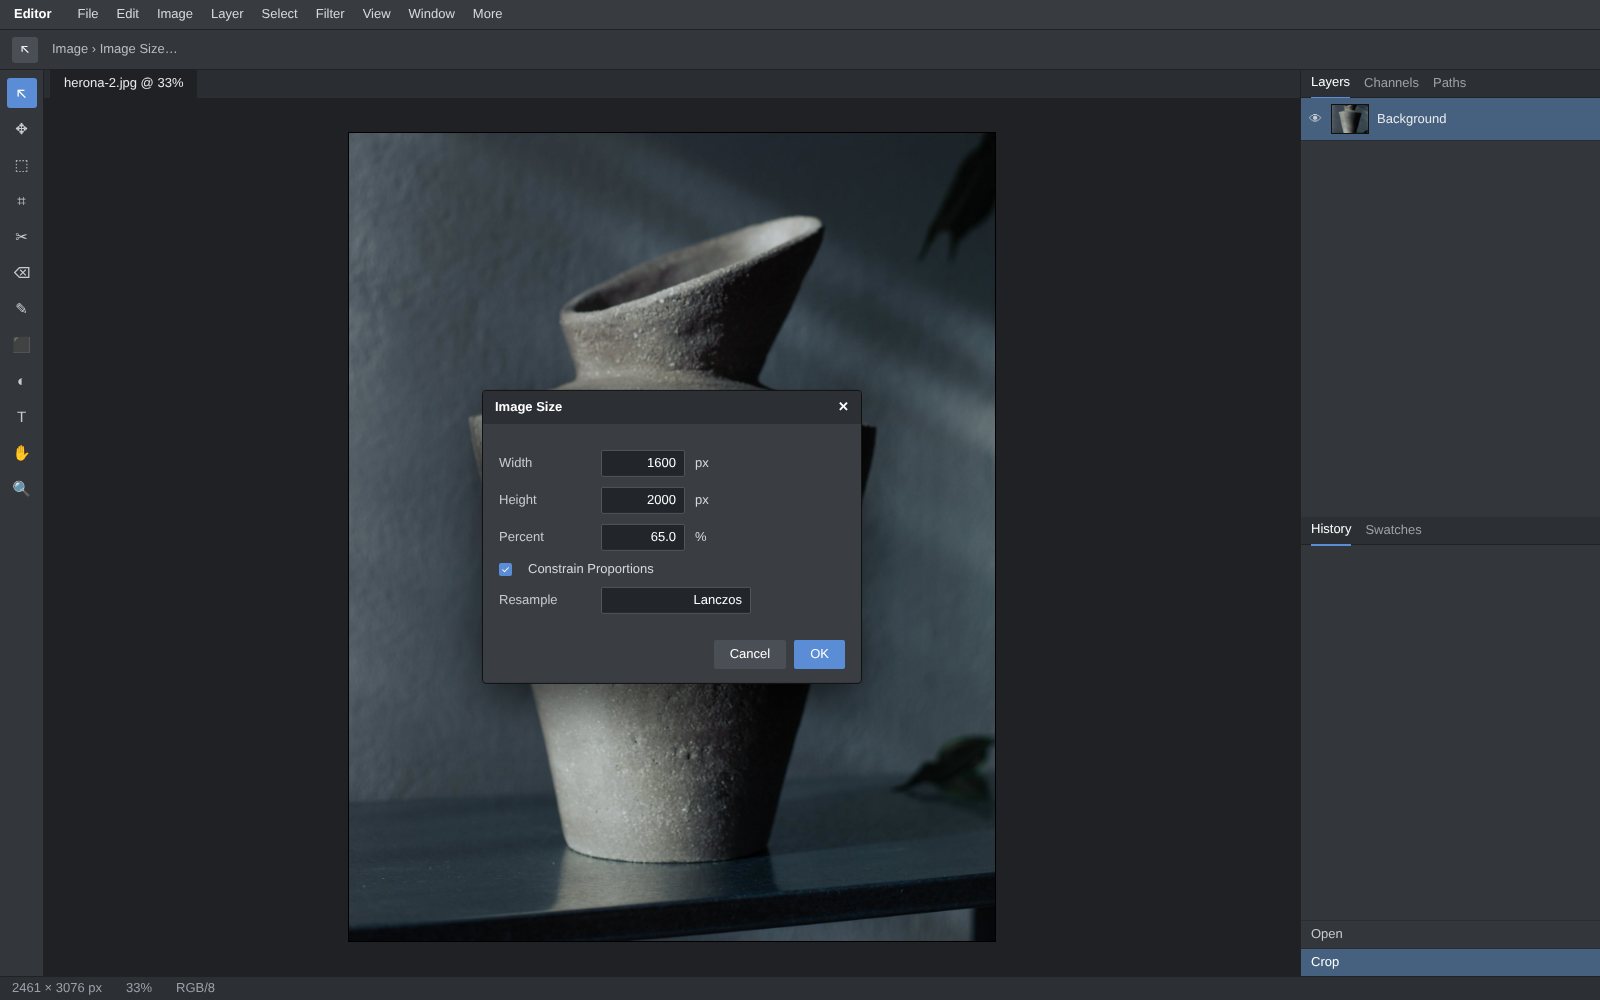 Editor File Edit Image Layer Select Filter View Window More
Image › Image Size…
herona-2.jpg @ 33%
Layers Channels Paths
Background
Image Size
Width 1600 px
Height 2000 px
Percent 65.0 %
Constrain Proportions
Resample Lanczos
Cancel OK
History Swatches
Open
Crop
2461 × 3076 px 33% RGB/8